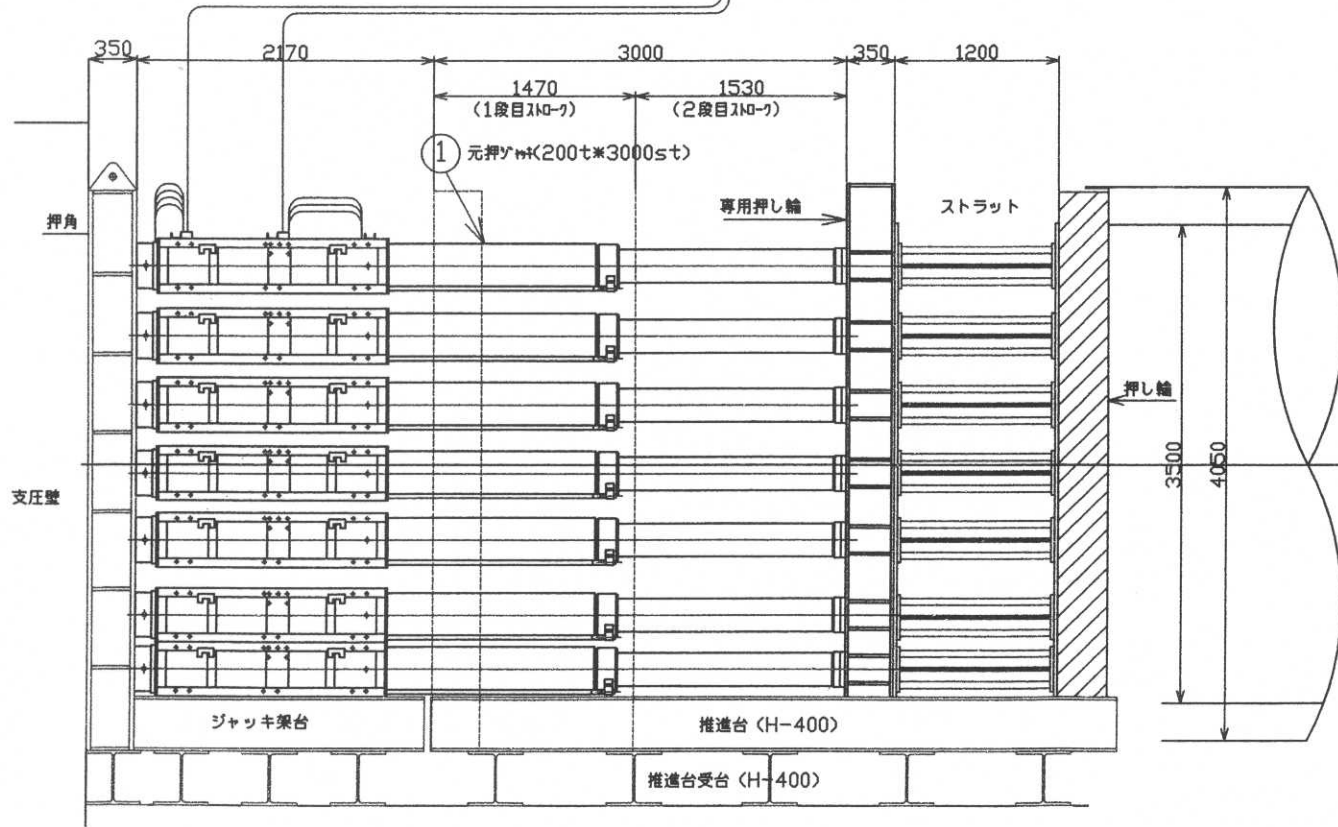 350
2170
3000
350
1200
1470
1530
(1段目ストローク)
(2段目ストローク)
① 元押ジャッキ(200t*3000st)
押角
専用押し輪
ストラット
押し輪
3500
4050
支圧壁
ジャッキ架台
推進台 (H-400)
推進台受台 (H-400)